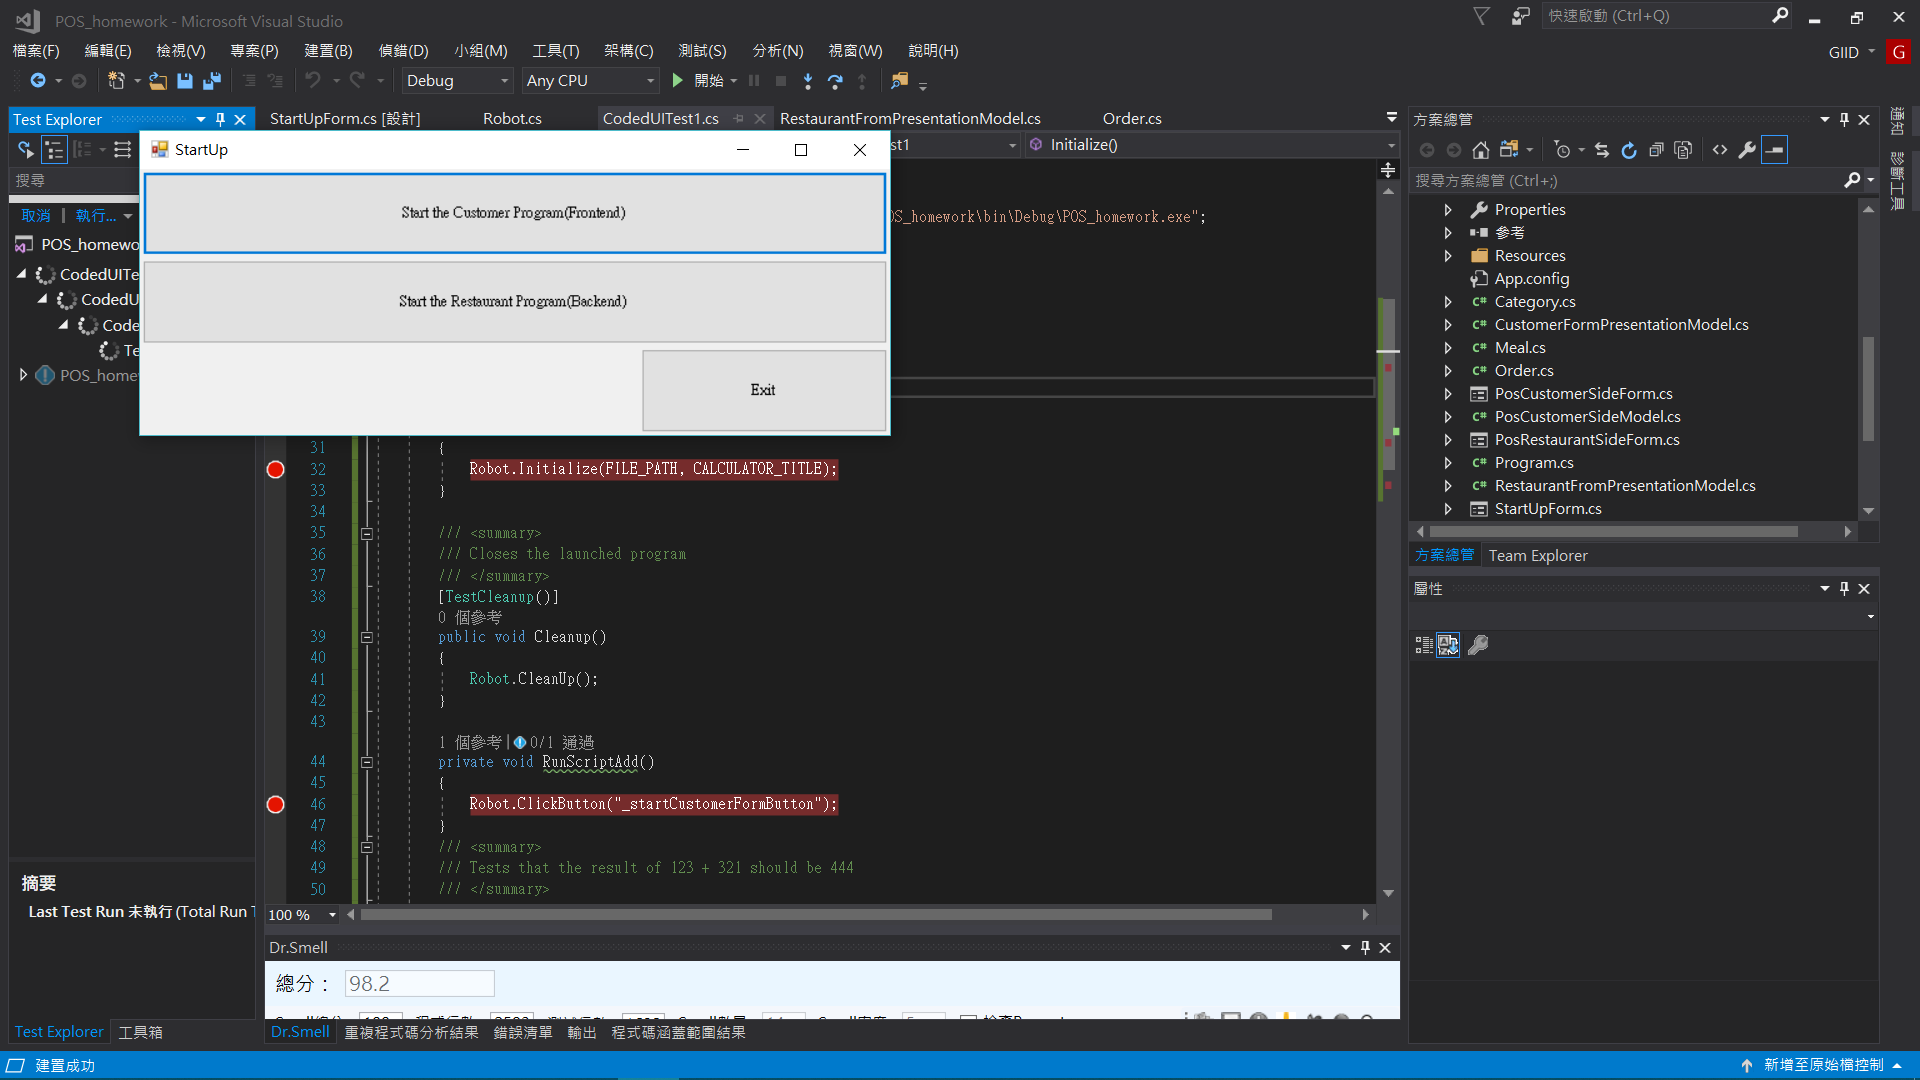 POS_homework - Microsoft Visual Studio
快速啟動 (Ctrl+Q)
檔案(F) 編輯(E) 檢視(V) 專案(P) 建置(B) 偵錯(D) 小組(M) 工具(T) 架構(C) 測試(S) 分析(N) 視窗(W) 說明(H)
GIID G
Debug Any CPU 開始
Test Explorer
搜尋
取消 | 執行...
POS_homewo
CodedUITe
CodedU
Code
Te
POS_home
摘要
Last Test Run 未執行 (Total Run T
Test Explorer 工具箱
StartUpForm.cs [設計] Robot.cs CodedUITest1.cs RestaurantFromPresentationModel.cs Order.cs
st1 Initialize()
StartUp
Start the Customer Program(Frontend)
Start the Restaurant Program(Backend)
Exit
OS_homework\bin\Debug\POS_homework.exe";
31 {
32 Robot.Initialize(FILE_PATH, CALCULATOR_TITLE);
33 }
34
35 /// <summary>
36 /// Closes the launched program
37 /// </summary>
38 [TestCleanup()]
0 個參考
39 public void Cleanup()
40 {
41 Robot.CleanUp();
42 }
43
1 個參考 | 0/1 通過
44 private void RunScriptAdd()
45 {
46 Robot.ClickButton("_startCustomerFormButton");
47 }
48 /// <summary>
49 /// Tests that the result of 123 + 321 should be 444
50 /// </summary>
100 %
Dr.Smell
總分： 98.2
Dr.Smell 重複程式碼分析結果 錯誤清單 輸出 程式碼涵蓋範圍結果
方案總管
搜尋方案總管 (Ctrl+;)
Properties
參考
Resources
App.config
Category.cs
CustomerFormPresentationModel.cs
Meal.cs
Order.cs
PosCustomerSideForm.cs
PosCustomerSideModel.cs
PosRestaurantSideForm.cs
Program.cs
RestaurantFromPresentationModel.cs
StartUpForm.cs
方案總管 Team Explorer
屬性
通知
診斷工具
建置成功
新增至原始檔控制